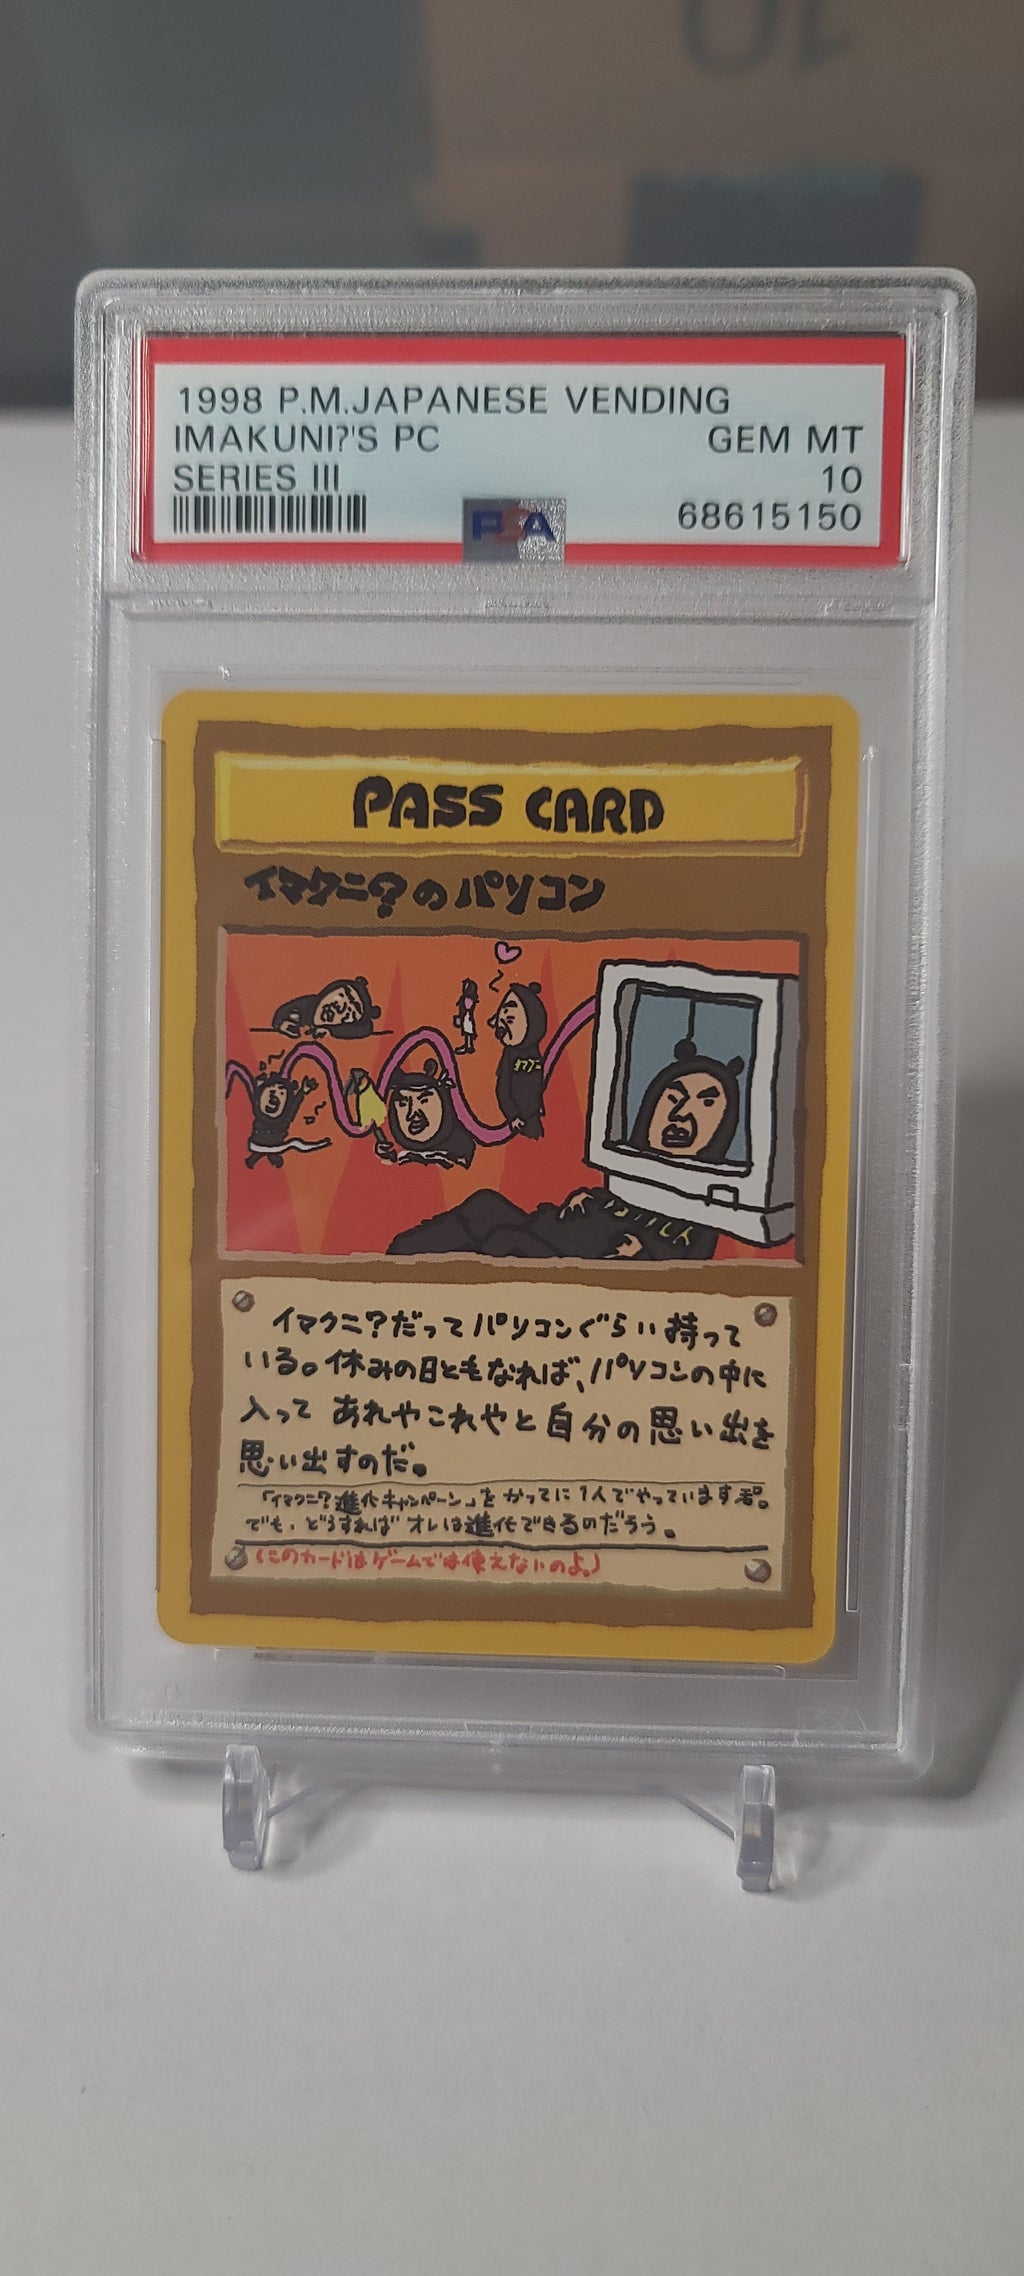 1998 P.M.JAPANESE VENDING
IMAKUNI?'S PC GEM MT
SERIES III 10
PSA 68615150
PASS CARD
イマクニ?のパソコン
イマクニ?だってパソコンぐらい持って
いる。休みの日ともなれば、パソコンの中に
入って あれやこれやと自分の思い出を
思い出すのだ。
「イマクニ?進化キャンペーン」を かってに1人でやっています
でも、どうすれば オレは進化できるのだろう。
(このカードはゲームでは使えないのよ)